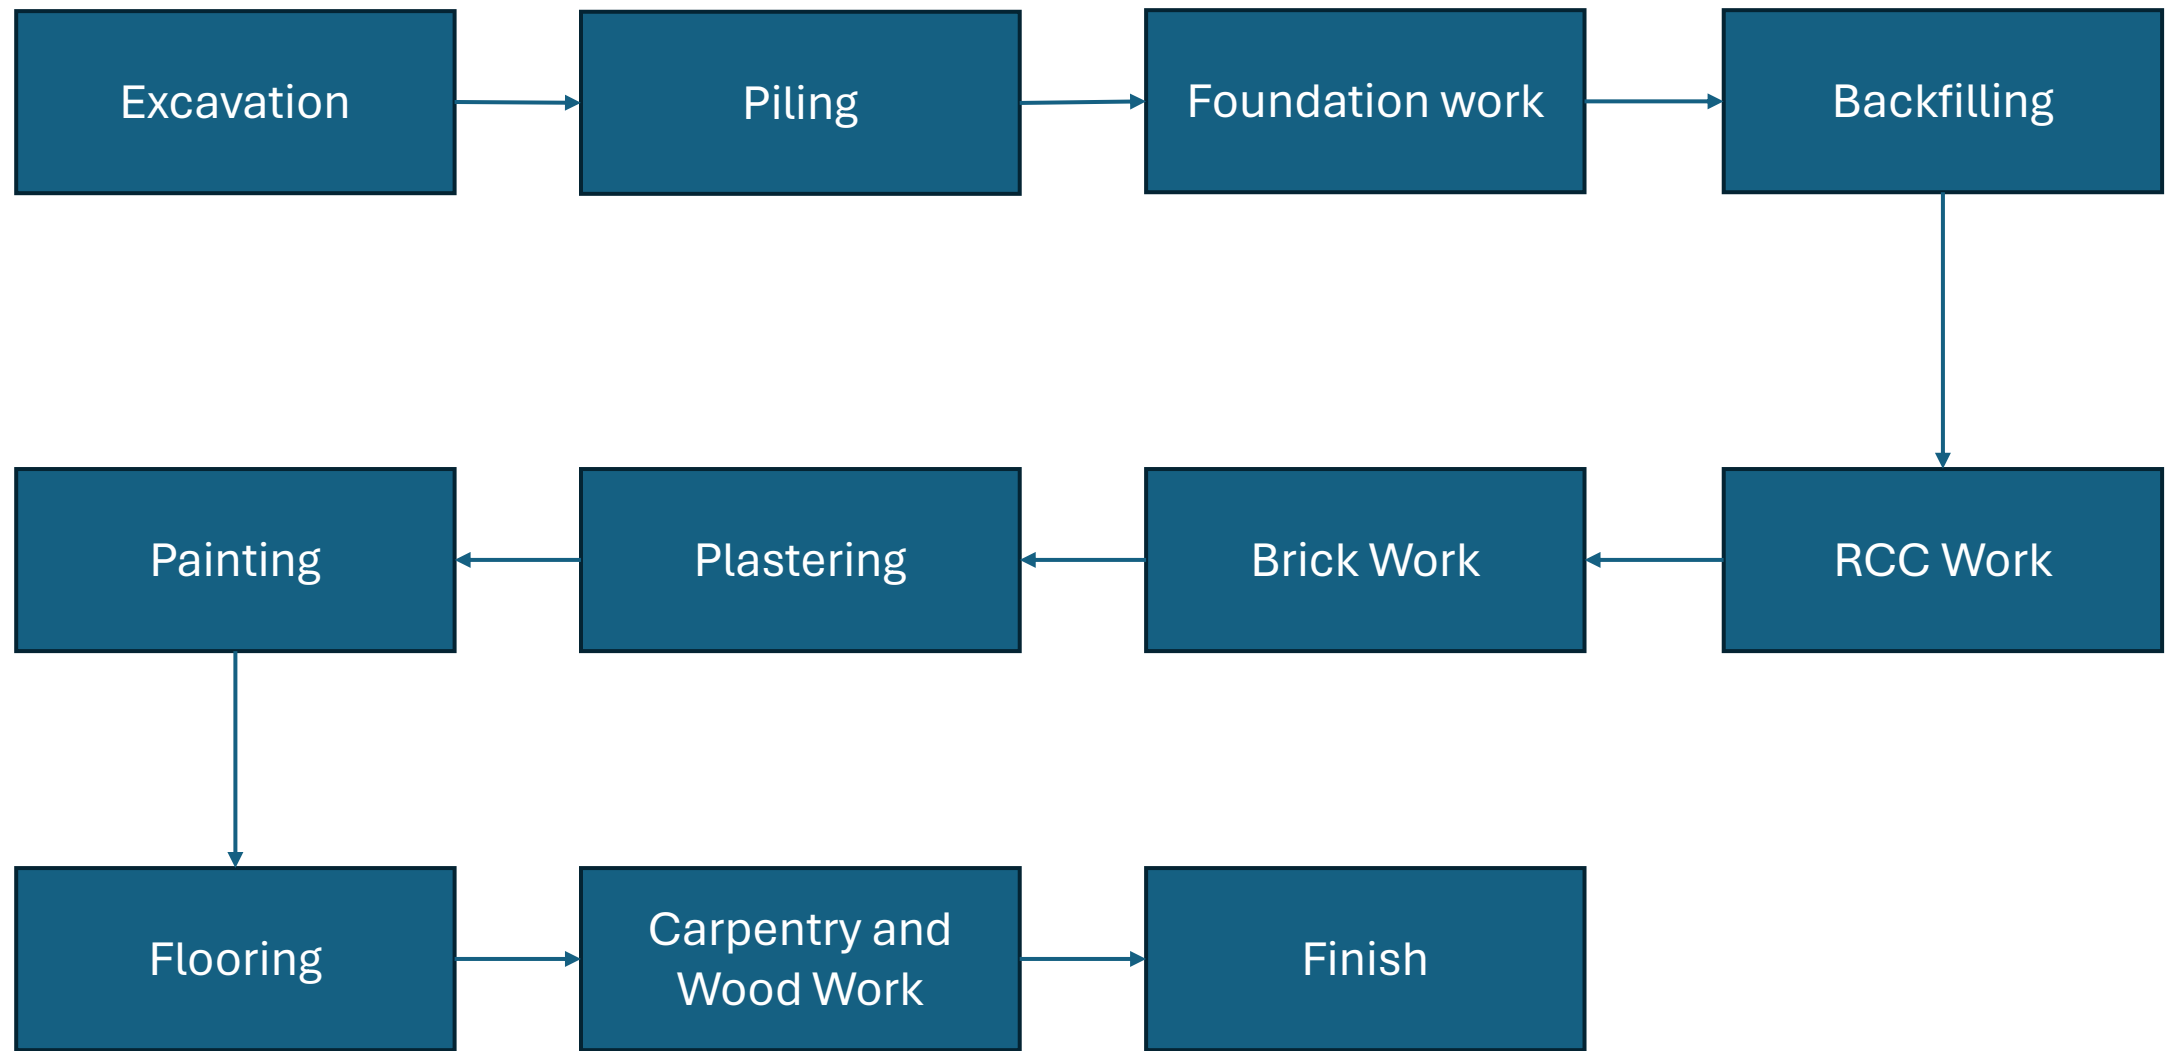 Excavation
Piling
Foundation work
Backfilling
RCC Work
Brick Work
Plastering
Painting
Flooring
Carpentry and
Wood Work
Finish